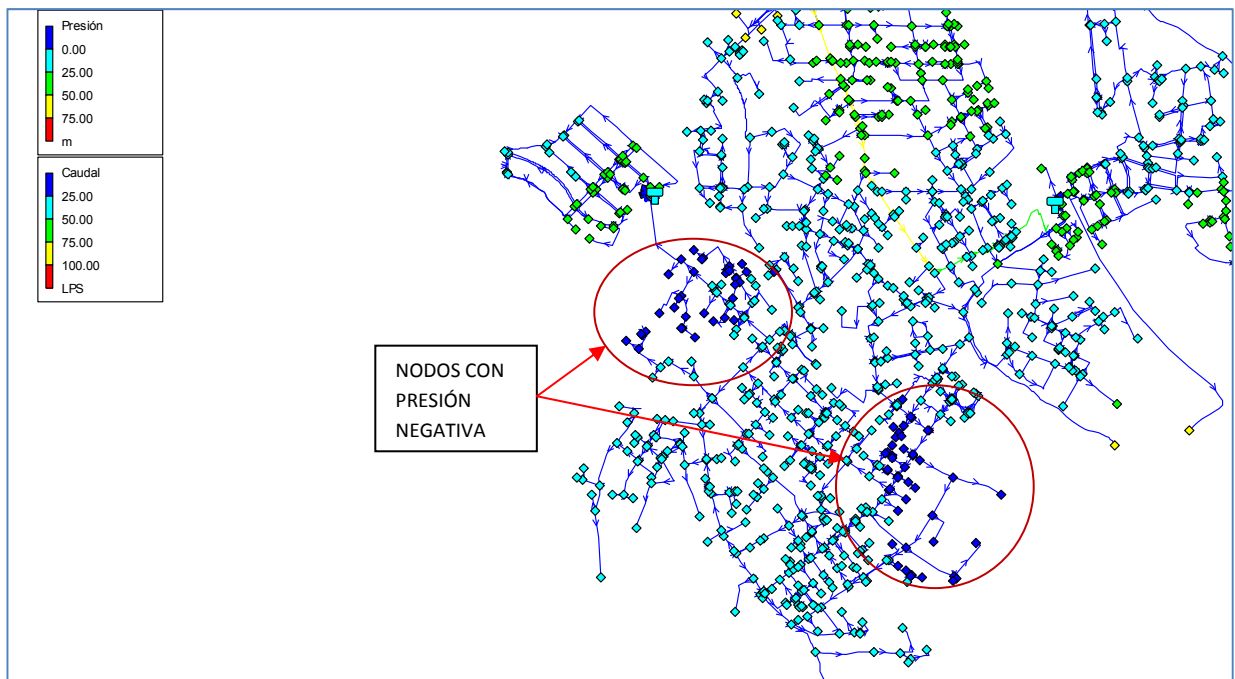 Presión
0.00
25.00
50.00
75.00
m
Caudal
25.00
50.00
75.00
100.00
LPS
NODOS CON
PRESIÓN
NEGATIVA